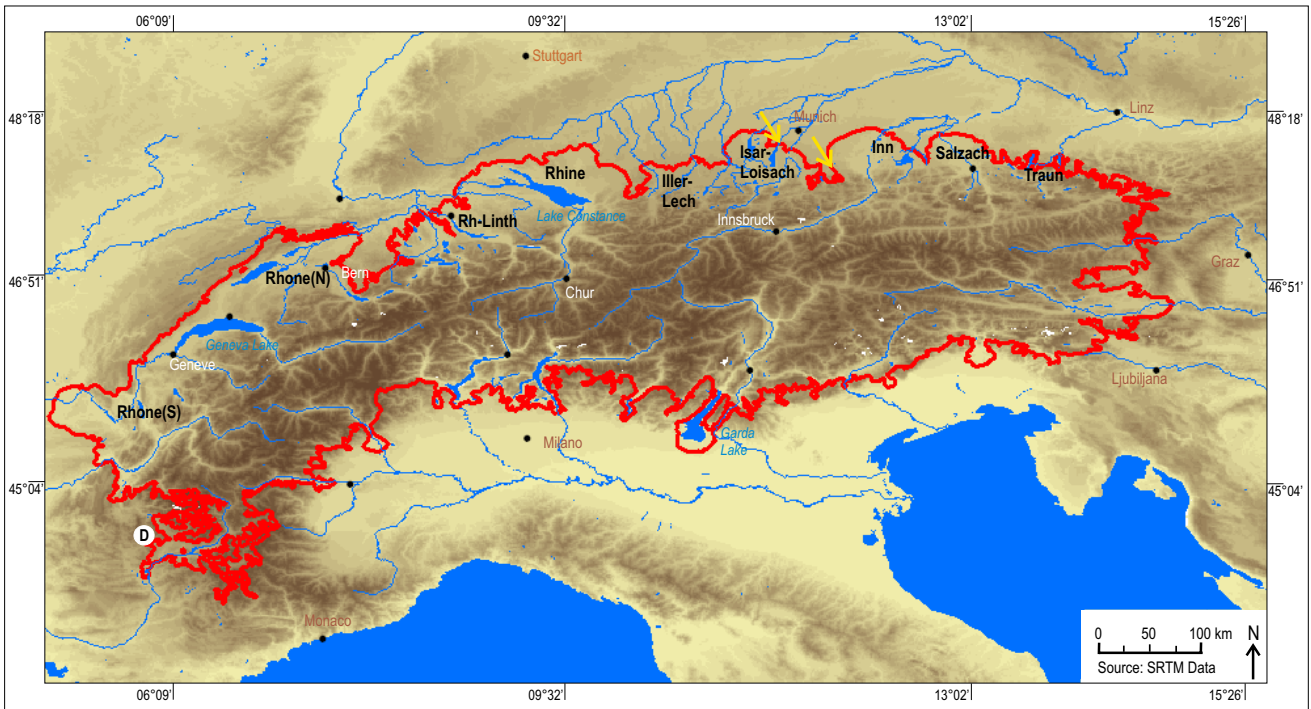 06°09'
09°32'
13°02'
15°26'
Stuttgart
48°18'
48°18'
Linz
Munich
Isar-
Loisach
Inn
Salzach
Traun
Rhine
Iller-
Lech
Lake Constance
Rh-Linth
Innsbruck
Graz
46°51'
46°51'
Rhone(N)
Bern
Chur
Geneva Lake
Geneve
Ljubiljana
Rhone(S)
Milano
Garda
Lake
45°04'
45°04'
D
Monaco
0 50 100 km
N
Source: SRTM Data
06°09'
09°32'
13°02'
15°26'